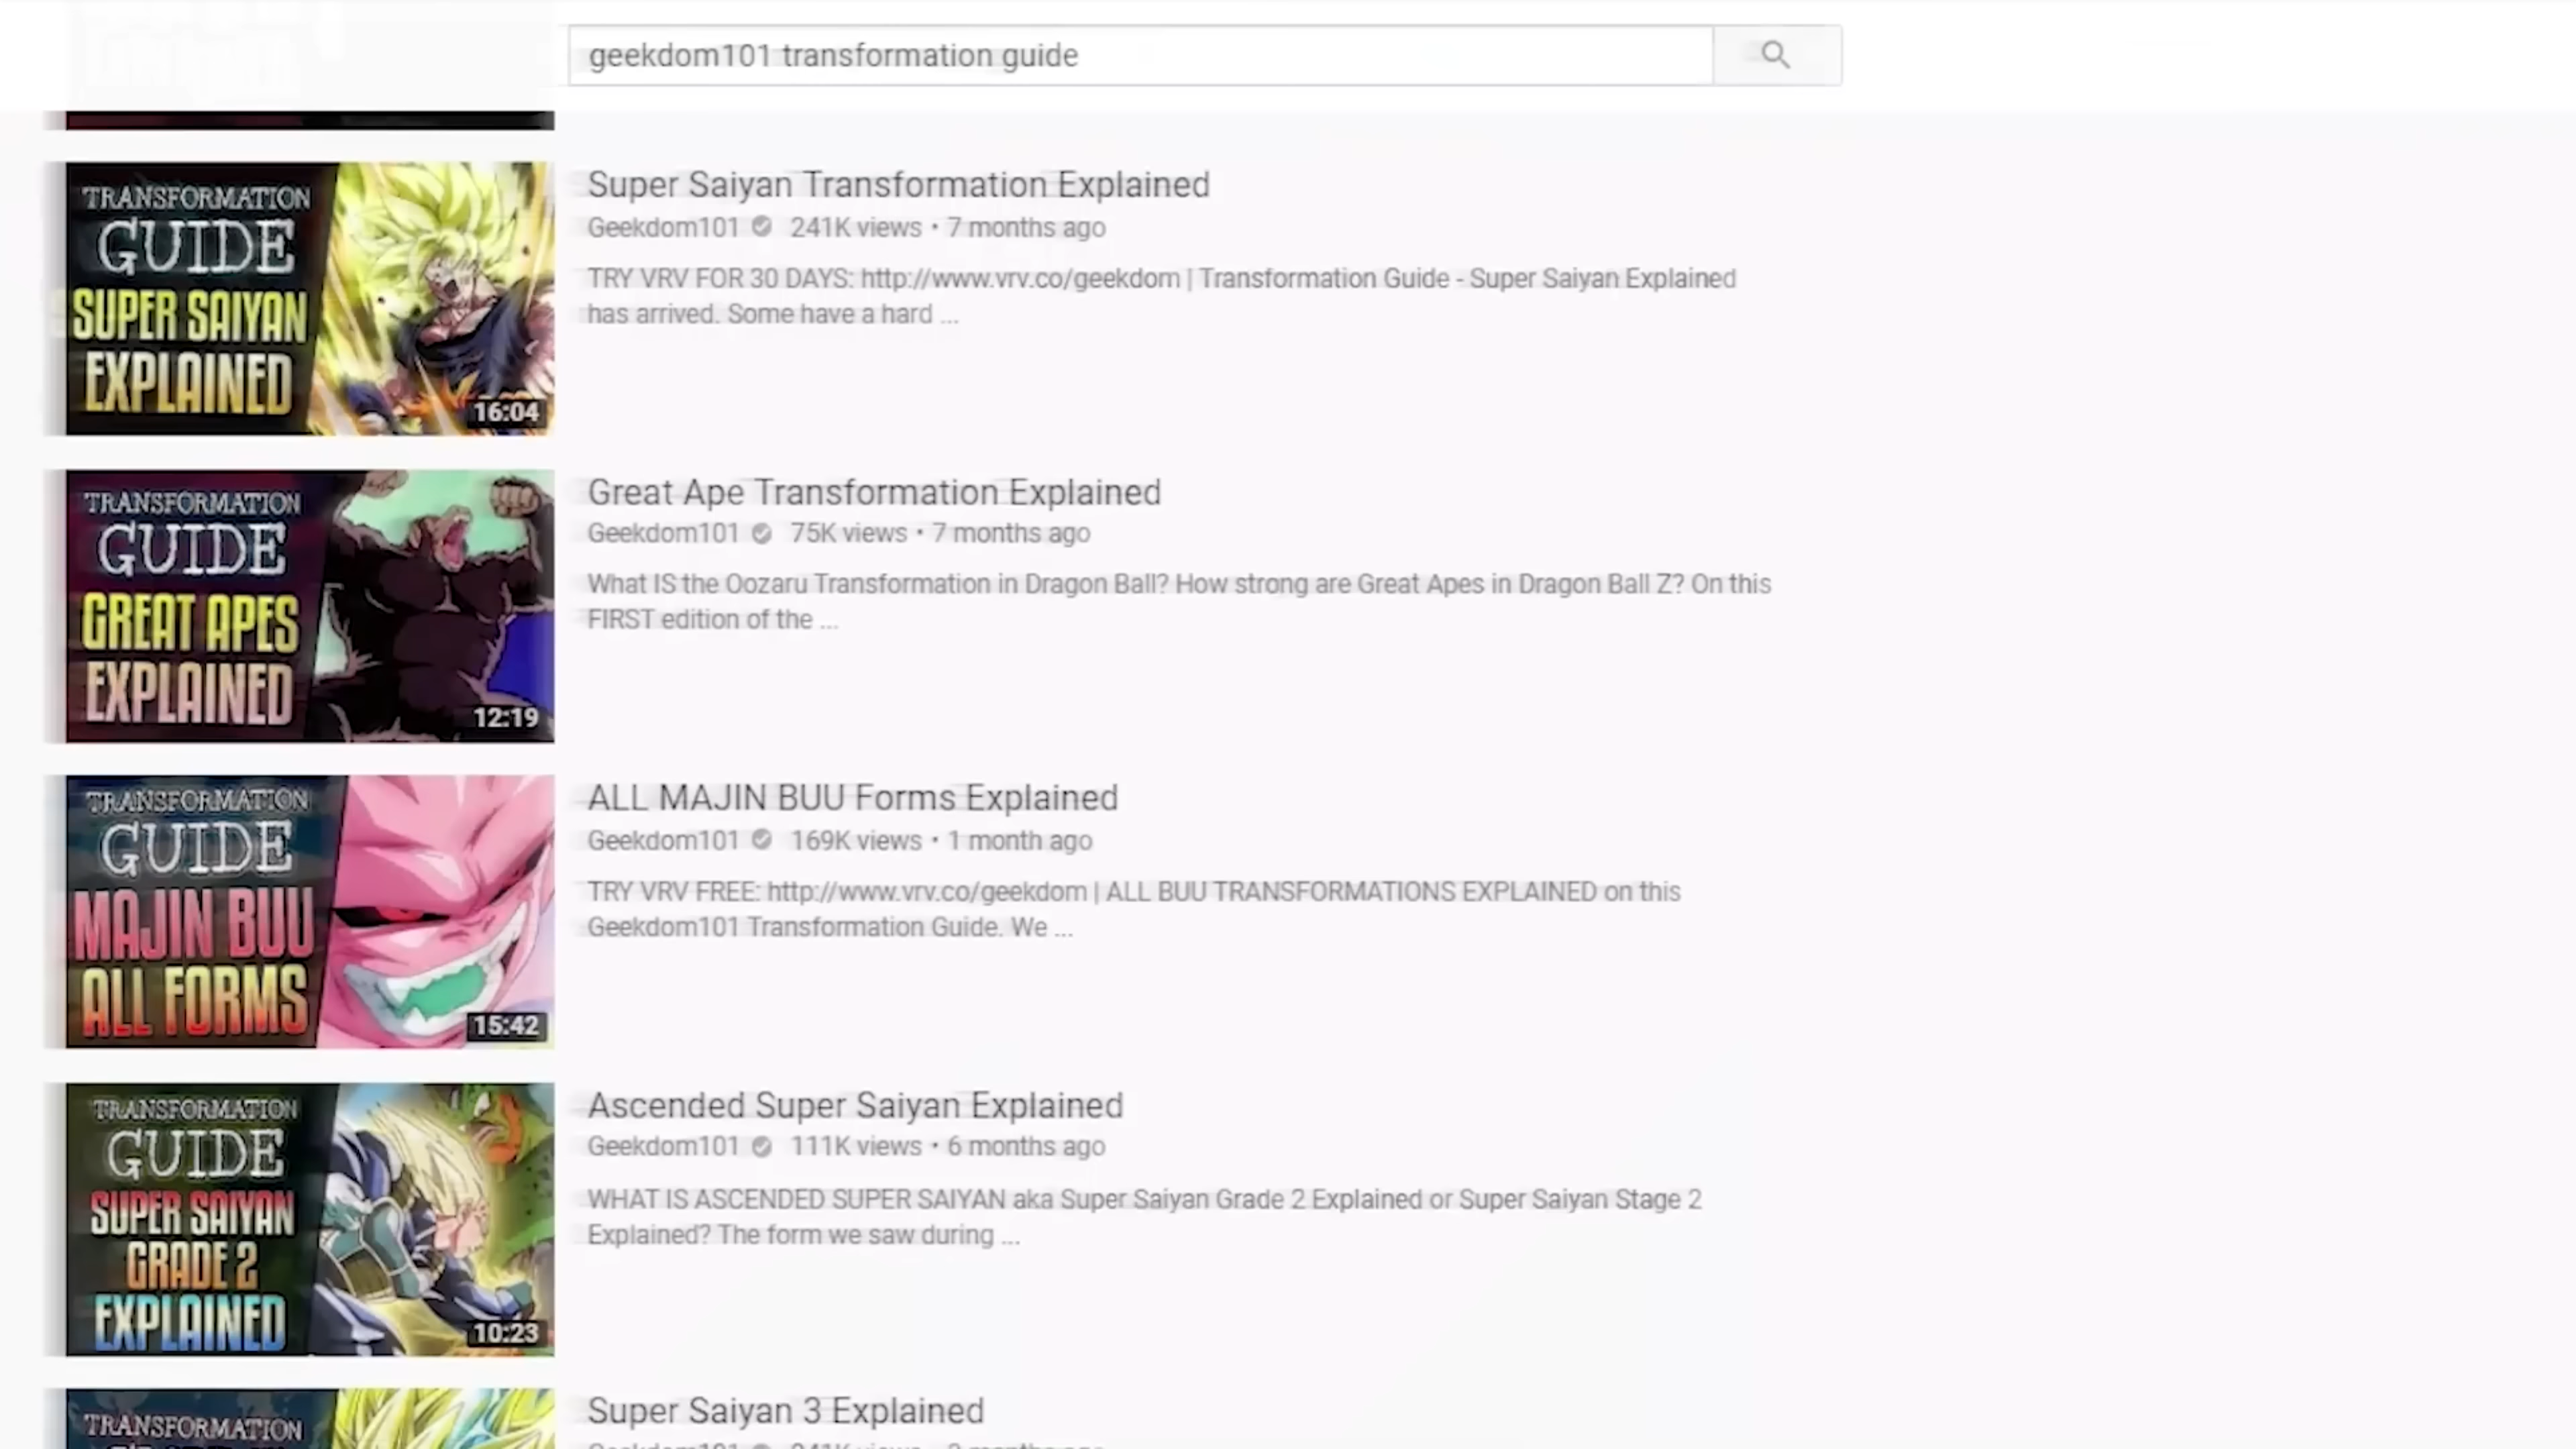 geekdom101 transformation guide
TRANSFORMATION
GUIDE
SUPER SAIYAN
EXPLAINED
16:04
Super Saiyan Transformation Explained
Geekdom101 241K views • 7 months ago
TRY VRV FOR 30 DAYS: http://www.vrv.co/geekdom | Transformation Guide - Super Saiyan Explained
has arrived. Some have a hard ...
TRANSFORMATION
GUIDE
GREAT APES
EXPLAINED
12:19
Great Ape Transformation Explained
Geekdom101 75K views • 7 months ago
What IS the Oozaru Transformation in Dragon Ball? How strong are Great Apes in Dragon Ball Z? On this
FIRST edition of the ...
TRANSFORMATION
GUIDE
MAJIN BUU
ALL FORMS
15:42
ALL MAJIN BUU Forms Explained
Geekdom101 169K views • 1 month ago
TRY VRV FREE: http://www.vrv.co/geekdom | ALL BUU TRANSFORMATIONS EXPLAINED on this
Geekdom101 Transformation Guide. We ...
TRANSFORMATION
GUIDE
SUPER SAIYAN
GRADE 2
EXPLAINED
10:23
Ascended Super Saiyan Explained
Geekdom101 111K views • 6 months ago
WHAT IS ASCENDED SUPER SAIYAN aka Super Saiyan Grade 2 Explained or Super Saiyan Stage 2
Explained? The form we saw during ...
TRANSFORMATION
Super Saiyan 3 Explained